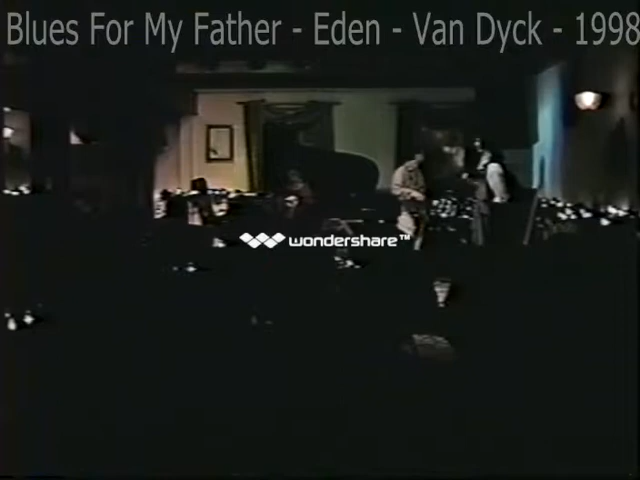 Blues For My Father - Eden - Van Dyck - 1998
wondershare™